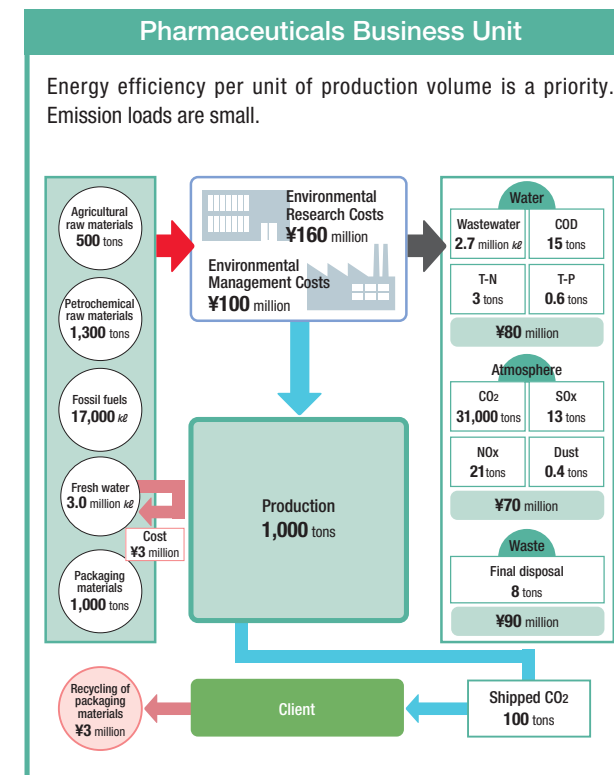 Pharmaceuticals Business Unit
Energy efficiency per unit of production volume is a priority.
Emission loads are small.
Agricultural
raw materials
500 tons
Petrochemical
raw materials
1,300 tons
Fossil fuels
17,000 kℓ
Fresh water
3.0 million kℓ
Cost
¥3 million
Packaging
materials
1,000 tons
Environmental
Research Costs
¥160 million
Environmental
Management Costs
¥100 million
Production
1,000 tons
Water
Wastewater
2.7 million kℓ
COD
15 tons
T-N
3 tons
T-P
0.6 tons
¥80 million
Atmosphere
CO2
31,000 tons
SOx
13 tons
NOx
21tons
Dust
0.4 tons
¥70 million
Waste
Final disposal
8 tons
¥90 million
Recycling of
packaging
materials
¥3 million
Client
Shipped CO2
100 tons